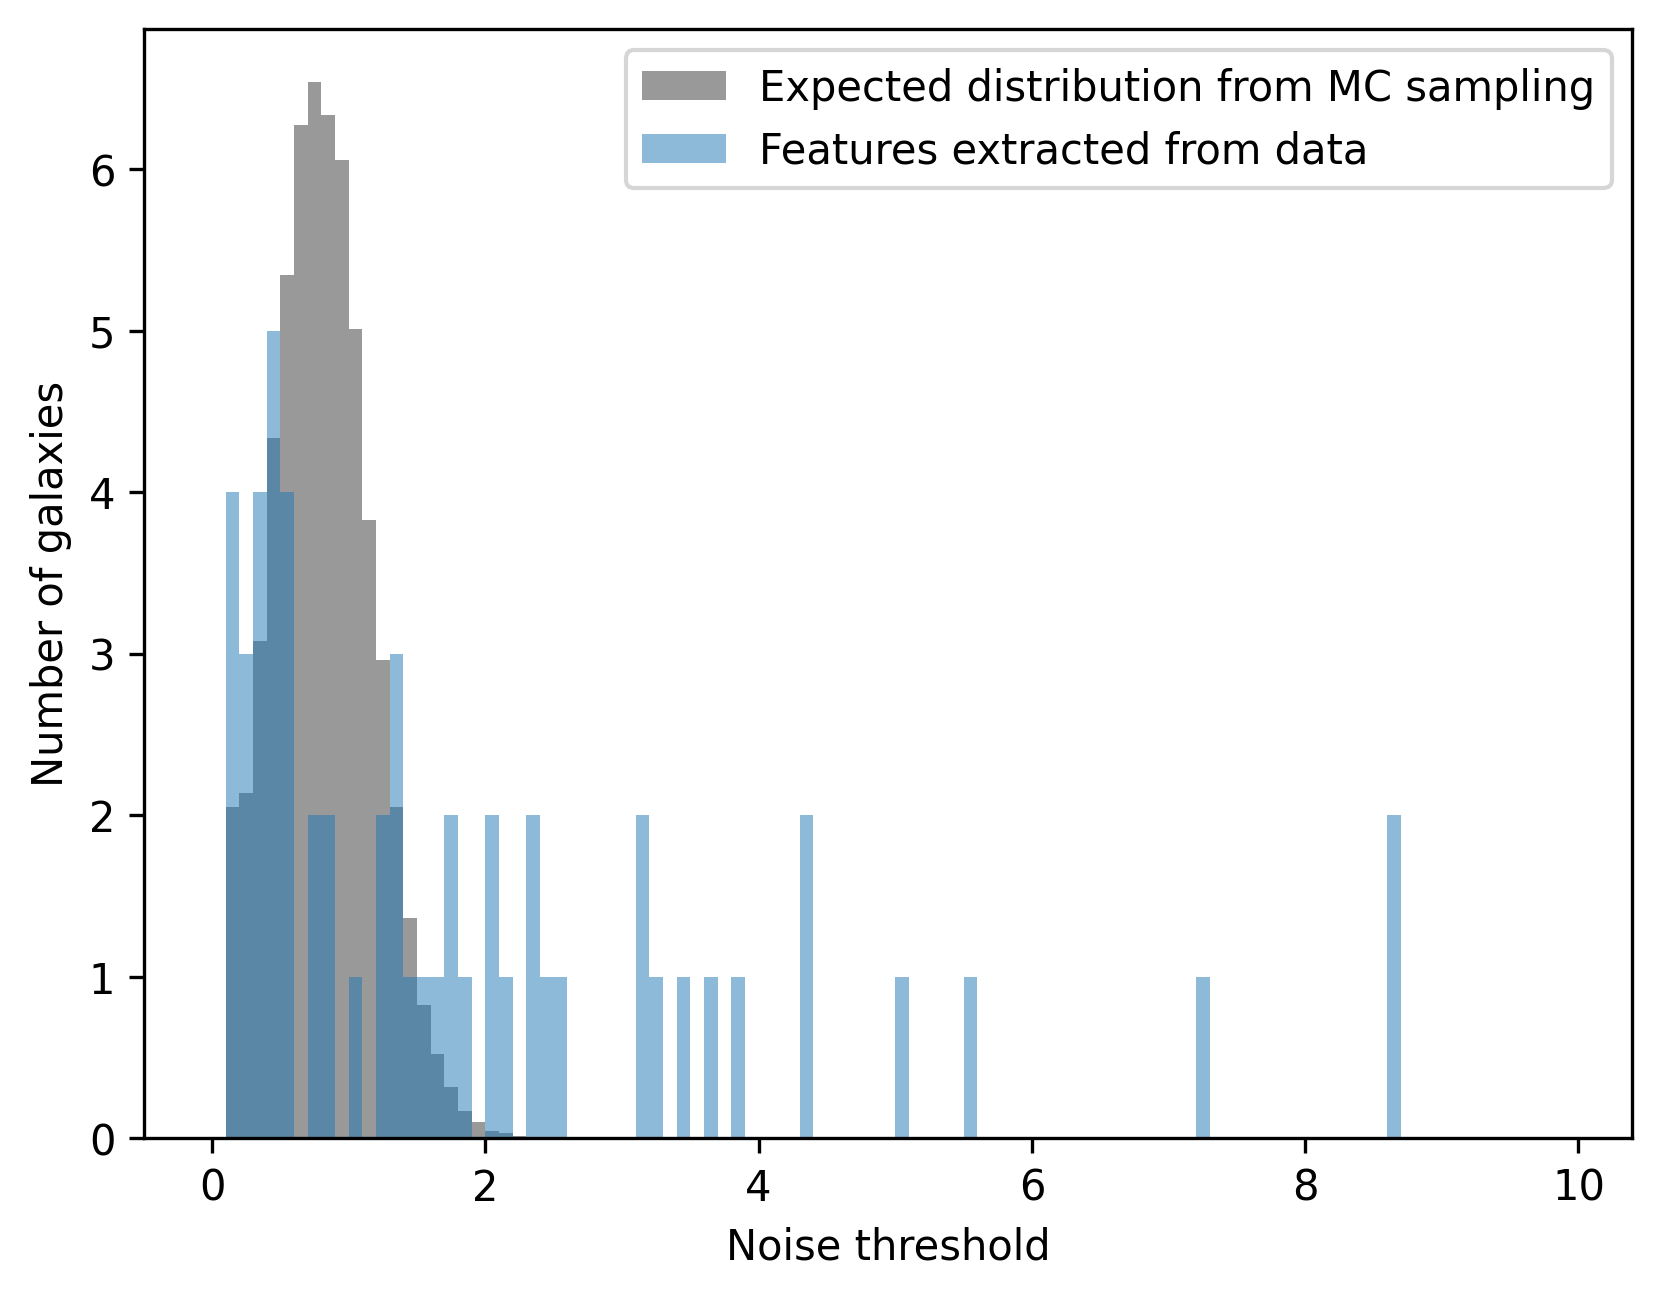 Expected distribution from MC sampling
Features extracted from data
Number of galaxies
6
5
4
3
2
1
0
0 2 4 6 8 10
Noise threshold